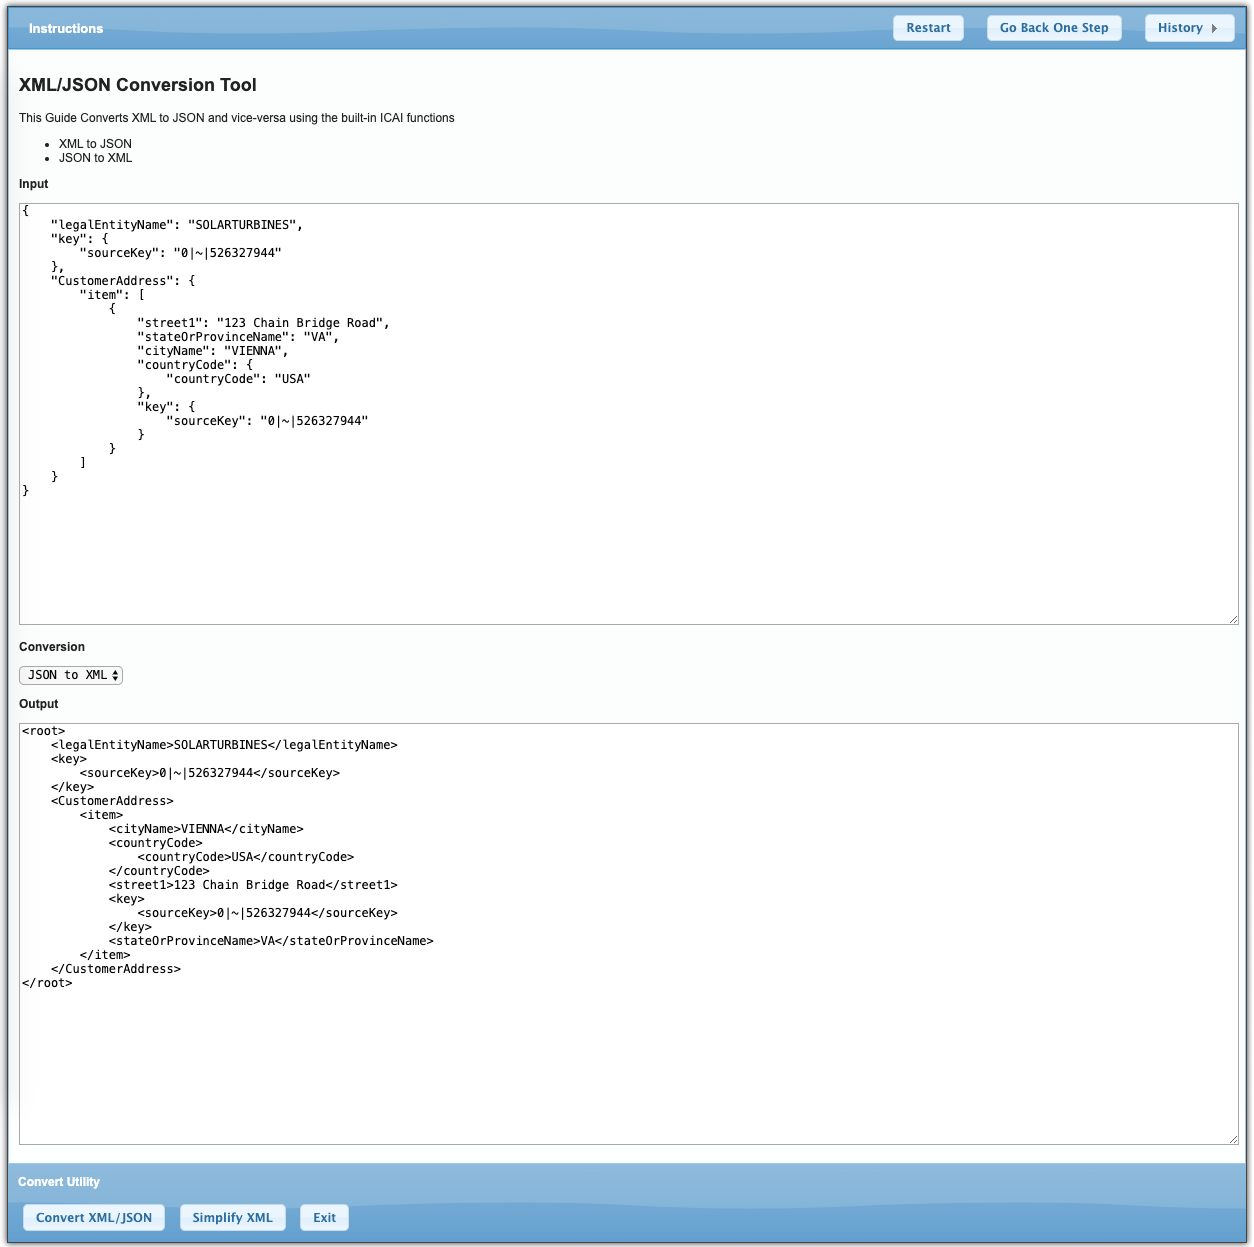 Instructions
Restart
Go Back One Step
History
XML/JSON Conversion Tool
This Guide Converts XML to JSON and vice-versa using the built-in ICAI functions
• XML to JSON
• JSON to XML
Input
{
    "legalEntityName": "SOLARTURBINES",
    "key": {
        "sourceKey": "0|~|526327944"
    },
    "CustomerAddress": {
        "item": [
            {
                "street1": "123 Chain Bridge Road",
                "stateOrProvinceName": "VA",
                "cityName": "VIENNA",
                "countryCode": {
                    "countryCode": "USA"
                },
                "key": {
                    "sourceKey": "0|~|526327944"
                }
            }
        ]
    }
}
Conversion
JSON to XML
Output
<root>
    <legalEntityName>SOLARTURBINES</legalEntityName>
    <key>
        <sourceKey>0|~|526327944</sourceKey>
    </key>
    <CustomerAddress>
        <item>
            <cityName>VIENNA</cityName>
            <countryCode>
                <countryCode>USA</countryCode>
            </countryCode>
            <street1>123 Chain Bridge Road</street1>
            <key>
                <sourceKey>0|~|526327944</sourceKey>
            </key>
            <stateOrProvinceName>VA</stateOrProvinceName>
        </item>
    </CustomerAddress>
</root>
Convert Utility
Convert XML/JSON
Simplify XML
Exit